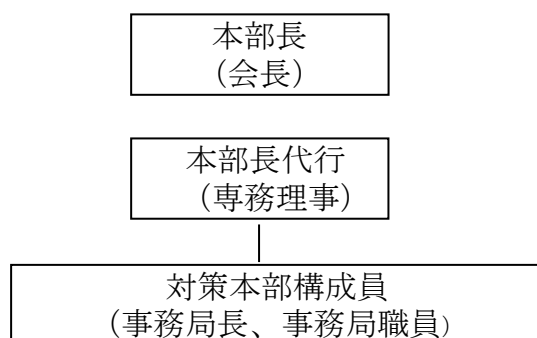 本部長
（会長）
本部長代行
（専務理事）
対策本部構成員
（事務局長、事務局職員）